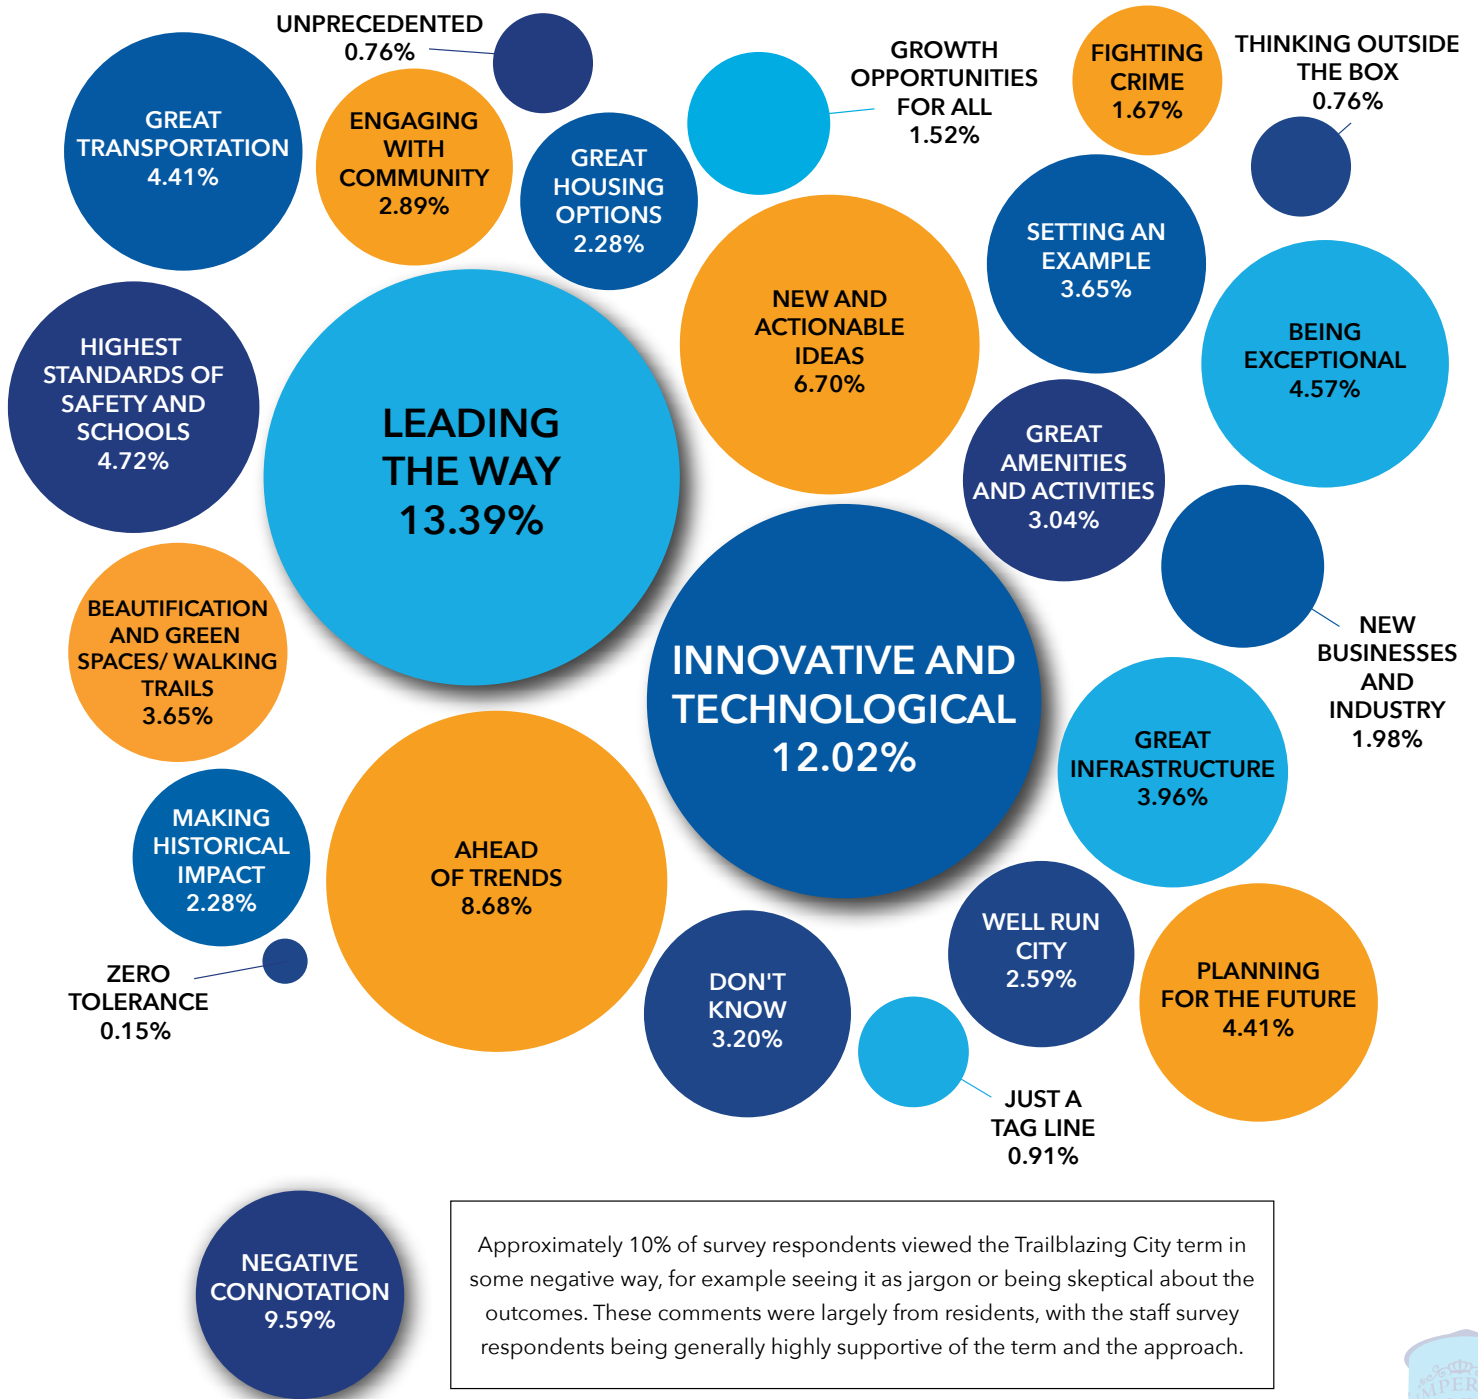 UNPRECEDENTED
0.76%
GROWTH
OPPORTUNITIES
FOR ALL
1.52%
FIGHTING
CRIME
1.67%
THINKING OUTSIDE
THE BOX
0.76%
GREAT
TRANSPORTATION
4.41%
ENGAGING
WITH
COMMUNITY
2.89%
GREAT
HOUSING
OPTIONS
2.28%
SETTING AN
EXAMPLE
3.65%
NEW AND
ACTIONABLE
IDEAS
6.70%
BEING
EXCEPTIONAL
4.57%
HIGHEST
STANDARDS OF
SAFETY AND
SCHOOLS
4.72%
LEADING
THE WAY
13.39%
GREAT
AMENITIES
AND ACTIVITIES
3.04%
BEAUTIFICATION
AND GREEN
SPACES/ WALKING
TRAILS
3.65%
INNOVATIVE AND
TECHNOLOGICAL
12.02%
NEW
BUSINESSES
AND
INDUSTRY
1.98%
GREAT
INFRASTRUCTURE
3.96%
MAKING
HISTORICAL
IMPACT
2.28%
AHEAD
OF TRENDS
8.68%
WELL RUN
CITY
2.59%
ZERO
TOLERANCE
0.15%
DON'T
KNOW
3.20%
PLANNING
FOR THE FUTURE
4.41%
JUST A
TAG LINE
0.91%
NEGATIVE
CONNOTATION
9.59%
Approximately 10% of survey respondents viewed the Trailblazing City term in
some negative way, for example seeing it as jargon or being skeptical about the
outcomes. These comments were largely from residents, with the staff survey
respondents being generally highly supportive of the term and the approach.